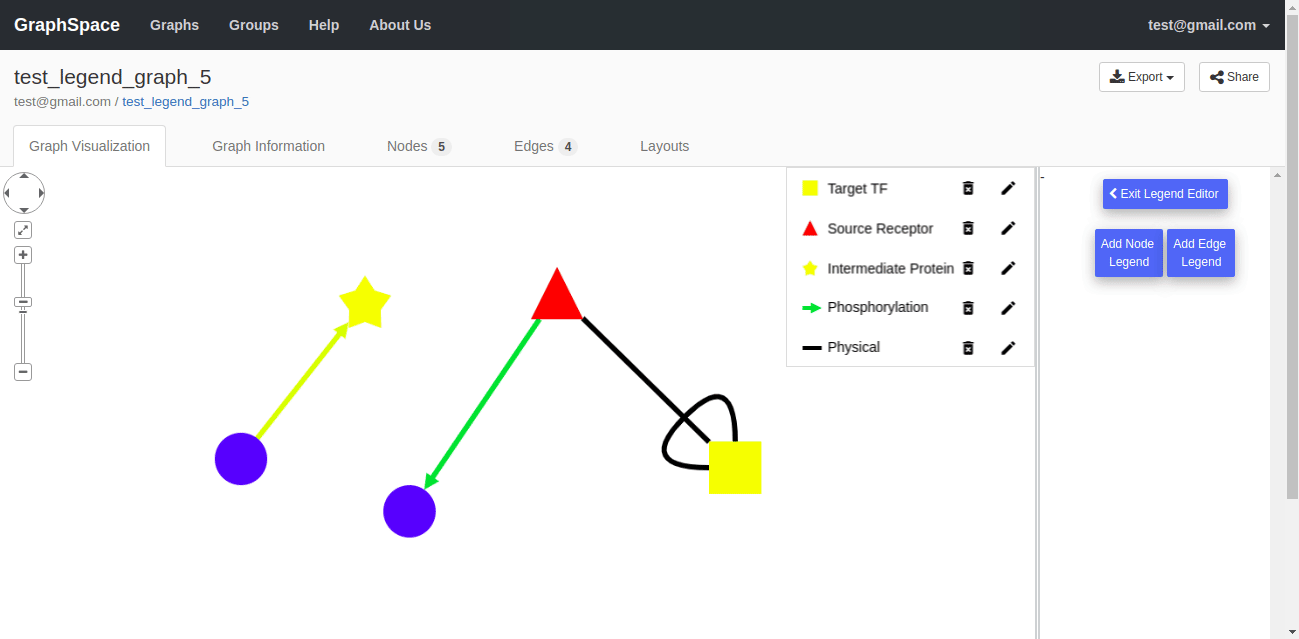 GraphSpace Graphs Groups Help About Us test@gmail.com
test_legend_graph_5
Export Share
test@gmail.com / test_legend_graph_5
Graph Visualization Graph Information Nodes 5 Edges 4 Layouts
Target TF
Source Receptor
Intermediate Protein
Phosphorylation
Physical
-
Exit Legend Editor
Add Node
Legend
Add Edge
Legend